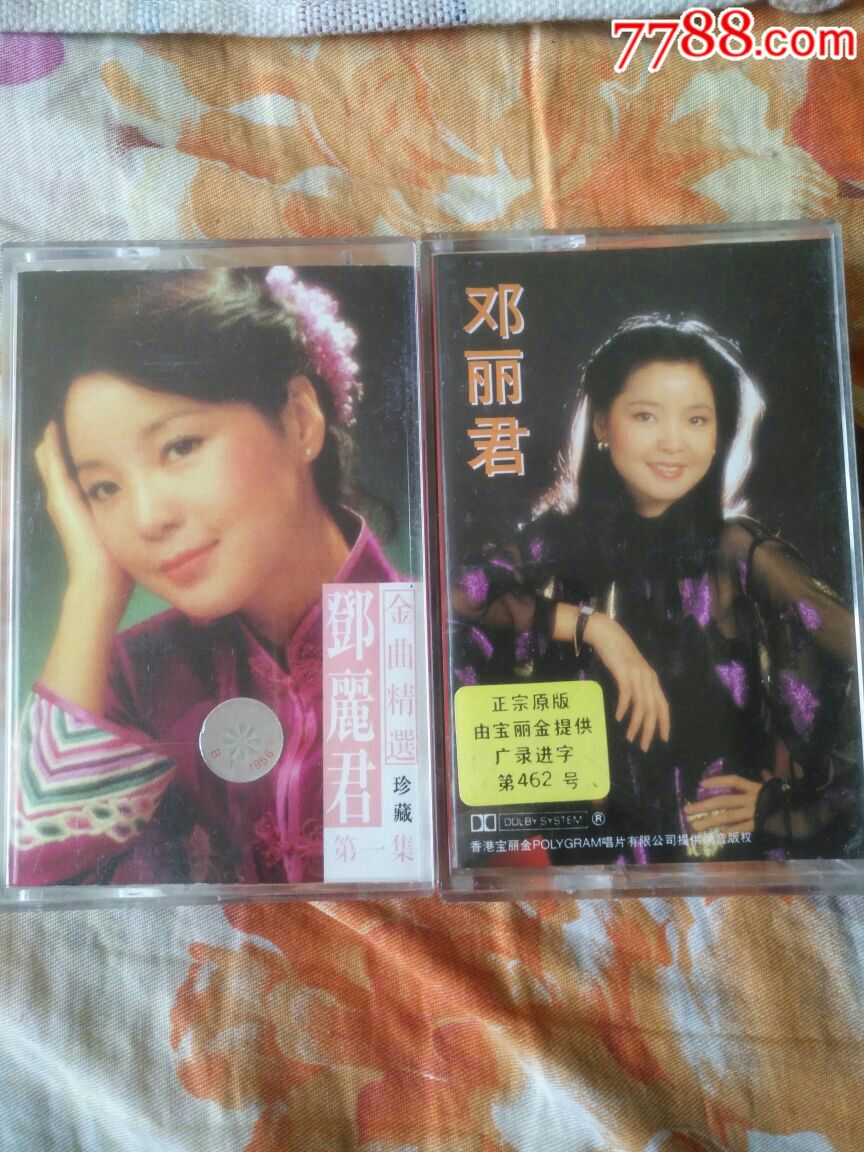 7788.com
金曲精選
鄧麗君
珍藏
第一集
邓丽君
正宗原版
由宝丽金提供
广录进字
第462号
DOLBY SYSTEM ®
香港宝丽金POLYGRAM唱片有限公司提供录音版权